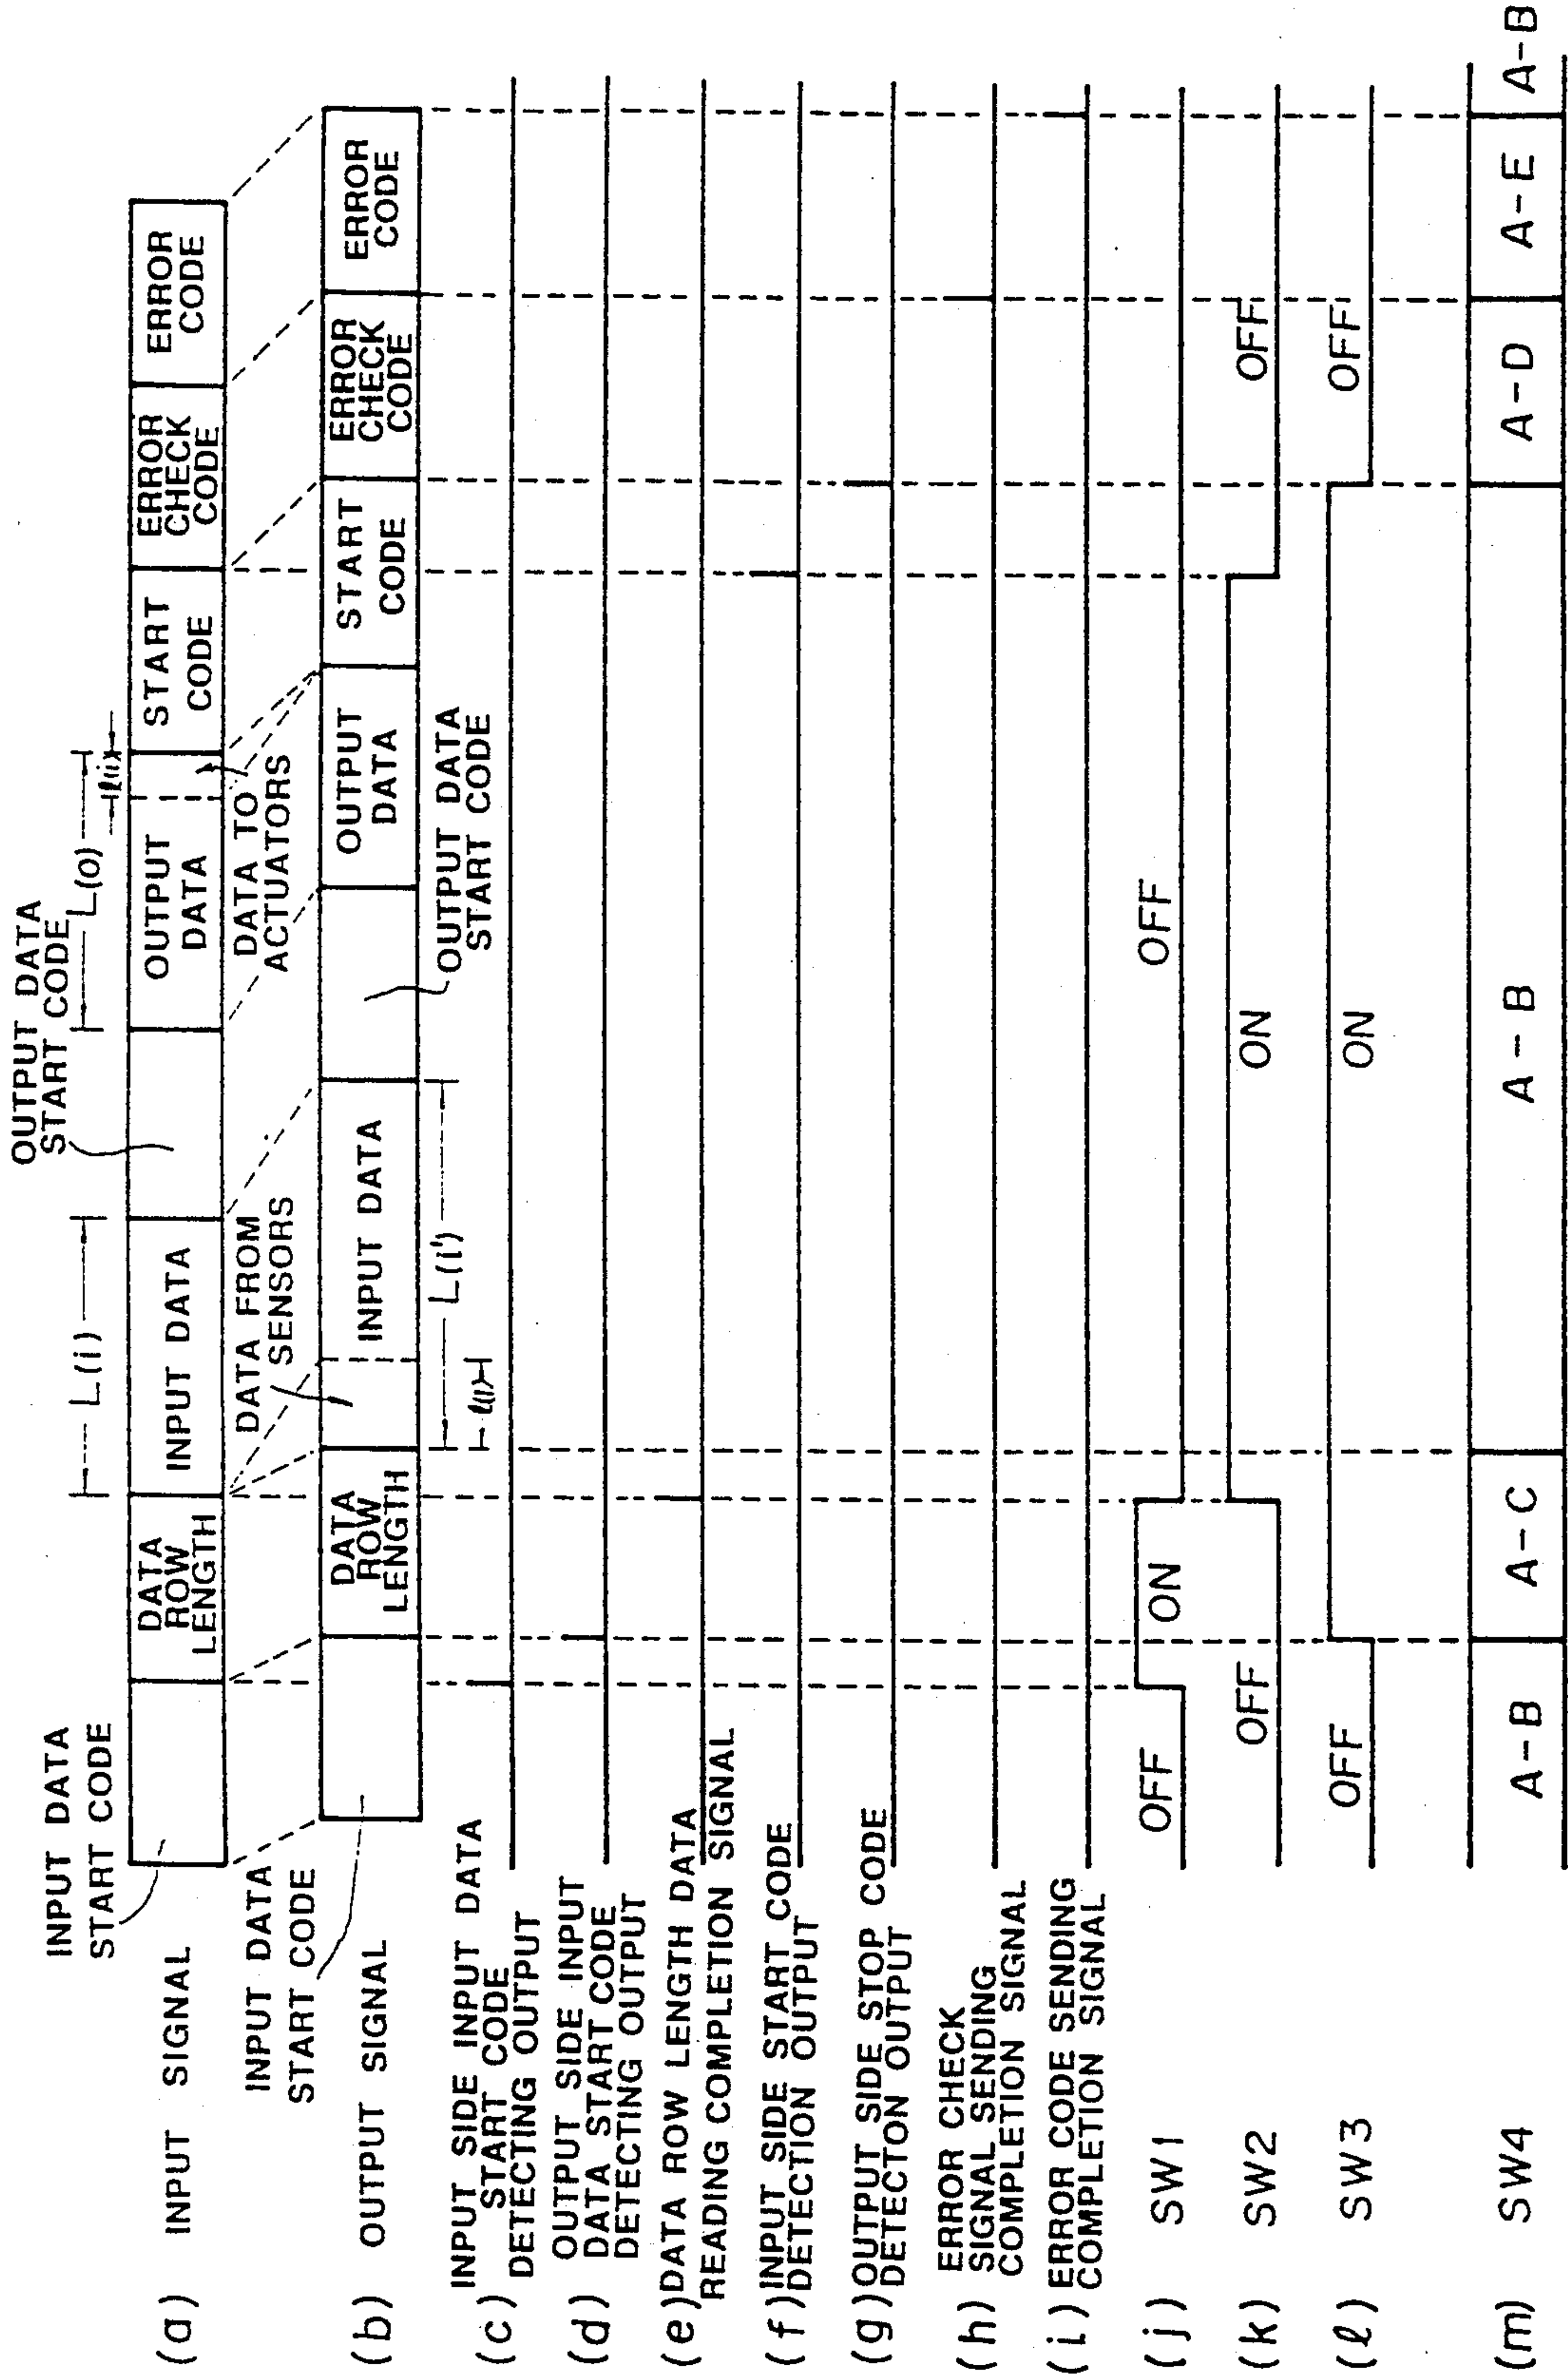 (a) INPUT SIGNAL
INPUT DATA
START CODE
DATA
ROW
LENGTH
L(i)
INPUT DATA
OUTPUT DATA
START CODE
L(0)
OUTPUT
DATA
ℓ(i)
START
CODE
ERROR
CHECK
CODE
ERROR
CODE
INPUT DATA
START CODE
DATA FROM
SENSORS
DATA TO
ACTUATORS
(b) OUTPUT SIGNAL
DATA
ROW
LENGTH
INPUT DATA
OUTPUT
DATA
START
CODE
ERROR
CHECK
CODE
ERROR
CODE
ℓ(i)
L(i')
OUTPUT DATA
START CODE
(c) INPUT SIDE INPUT DATA
START CODE
DETECTING OUTPUT
(d) OUTPUT SIDE INPUT
DATA START CODE
DETECTING OUTPUT
(e) DATA ROW LENGTH DATA
READING COMPLETION SIGNAL
(f) INPUT SIDE START CODE
DETECTION OUTPUT
(g) OUTPUT SIDE STOP CODE
DETECTON OUTPUT
(h) ERROR CHECK
SIGNAL SENDING
COMPLETION SIGNAL
(i) ERROR CODE SENDING
COMPLETION SIGNAL
(j) SW1 OFF ON OFF
(k) SW2 OFF ON OFF
(ℓ) SW3 OFF ON OFF
(m) SW4 A-B A-C A-B A-D A-E A-B